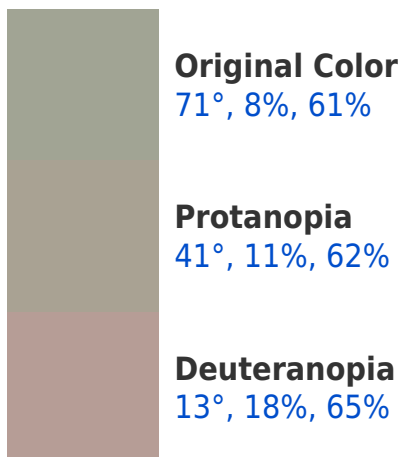 Original Color
71°, 8%, 61%
Protanopia
41°, 11%, 62%
Deuteranopia
13°, 18%, 65%